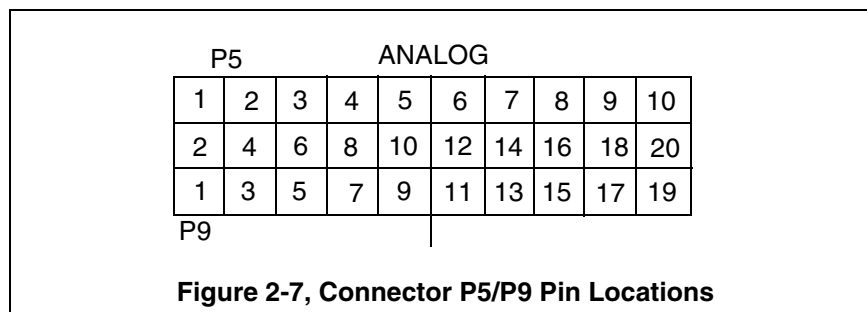 P5 ANALOG
1 2 3 4 5 6 7 8 9 10
2 4 6 8 10 12 14 16 18 20
1 3 5 7 9 11 13 15 17 19
P9
Figure 2-7, Connector P5/P9 Pin Locations